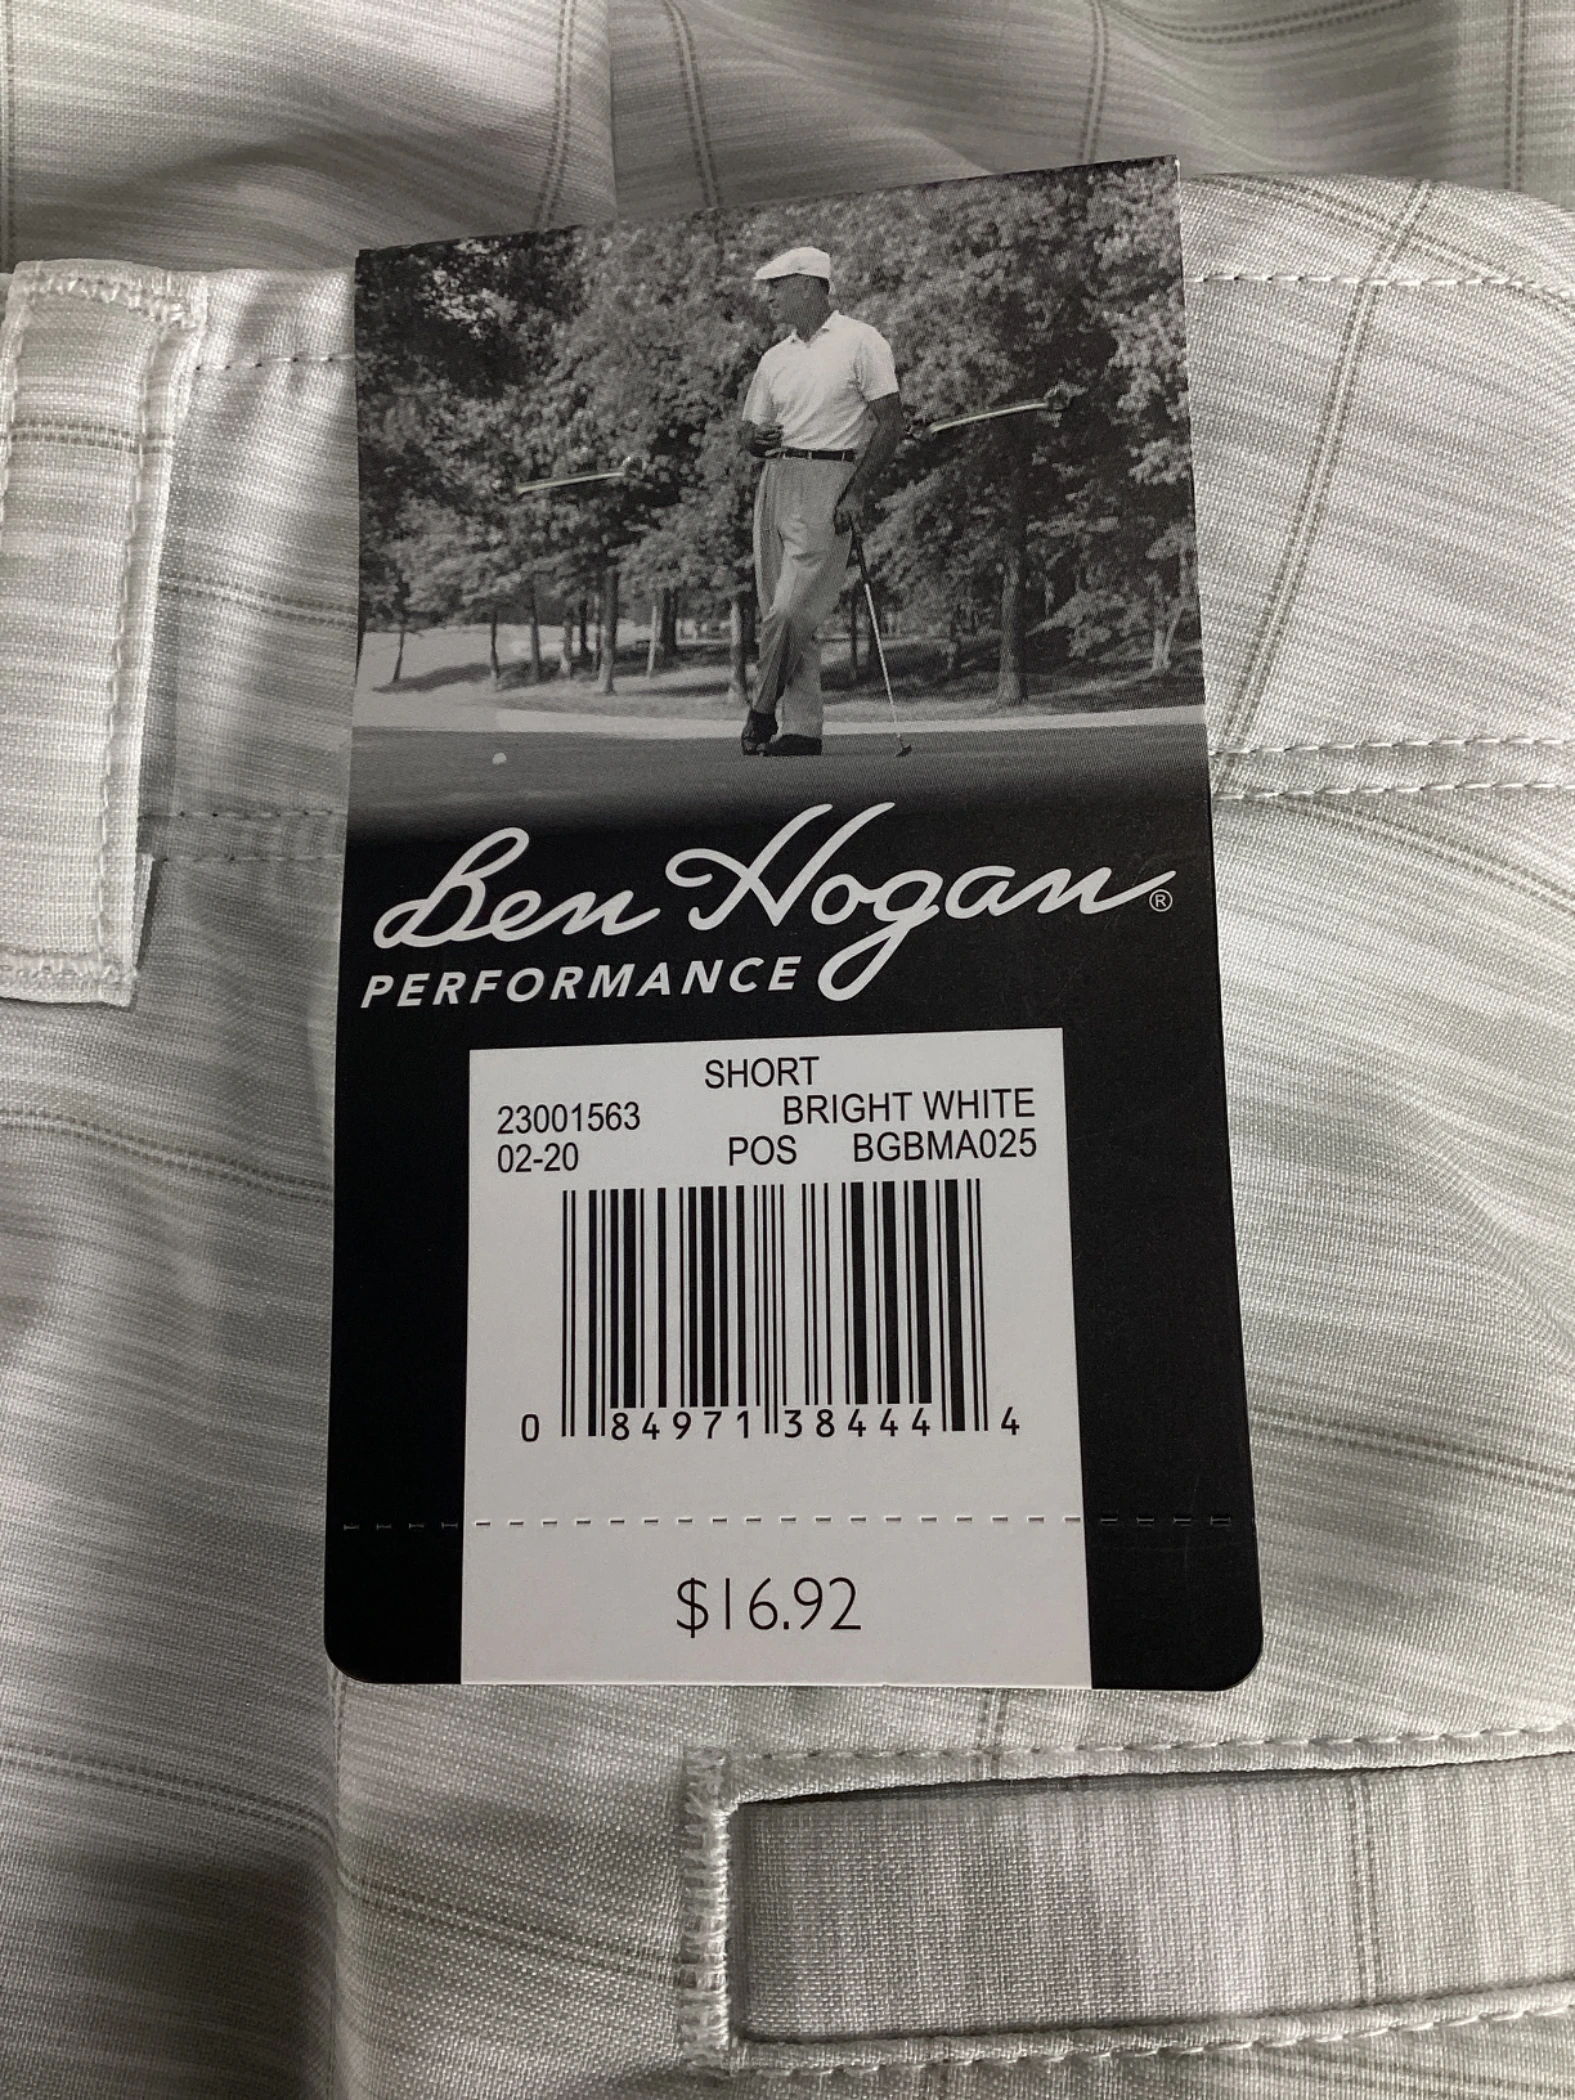 Ben Hogan®
PERFORMANCE
SHORT
23001563 BRIGHT WHITE
02-20 POS BGBMA025
0 84971 38444 4
$16.92